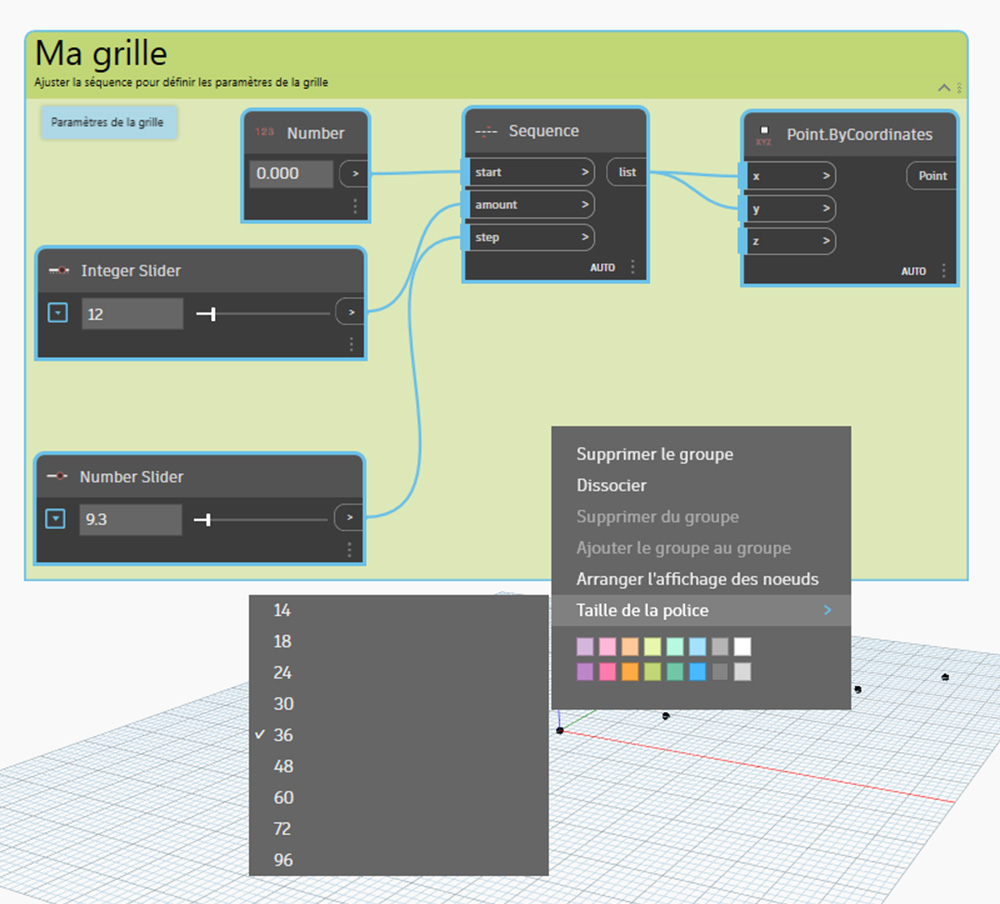 Ma grille
Ajuster la séquence pour définir les paramètres de la grille
Paramètres de la grille
123 Number
0.000 >
Integer Slider
12 >
Number Slider
9.3 >
Sequence
start > list
amount >
step >
AUTO
XYZ Point.ByCoordinates
x > Point
y >
z >
AUTO
Supprimer le groupe
Dissocier
Supprimer du groupe
Ajouter le groupe au groupe
Arranger l'affichage des noeuds
Taille de la police >
14
18
24
30
✓ 36
48
60
72
96